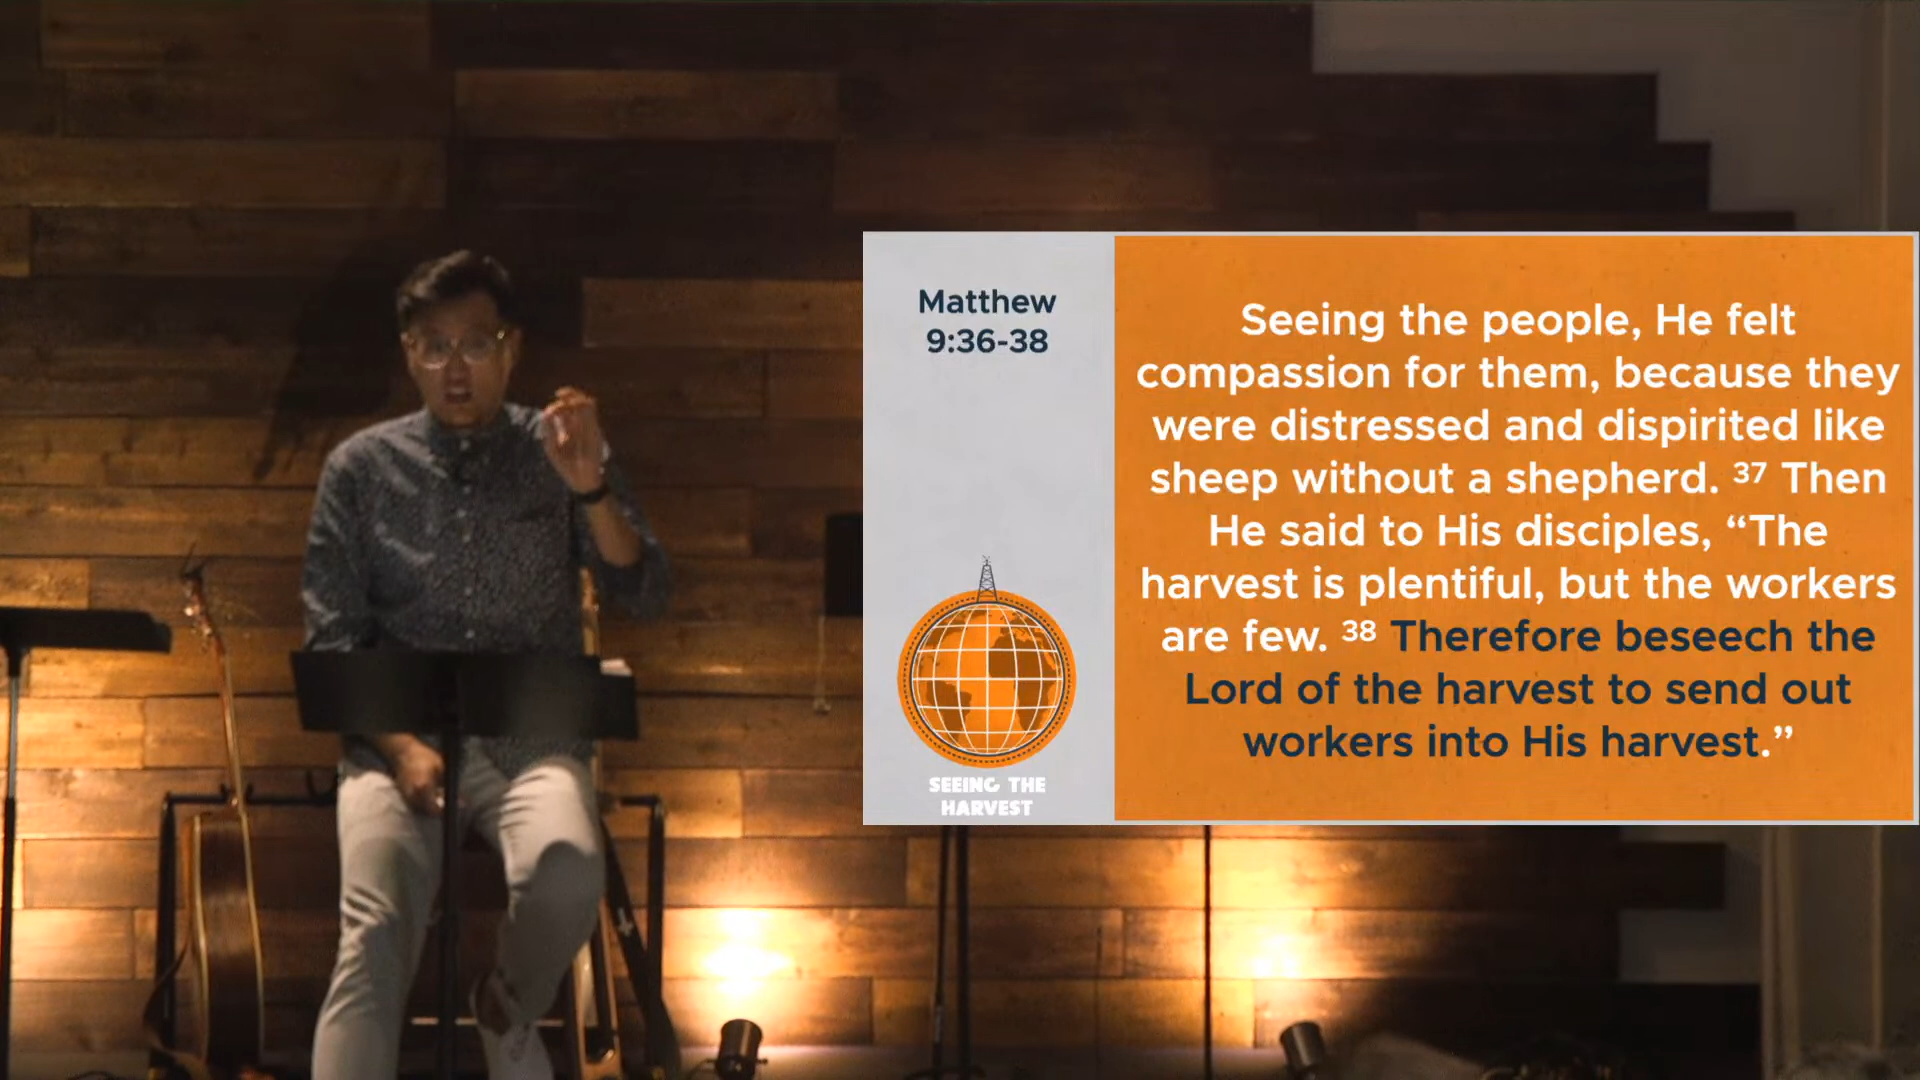 Matthew
9:36-38
SEEING THE
HARVEST
Seeing the people, He felt
compassion for them, because they
were distressed and dispirited like
sheep without a shepherd. 37 Then
He said to His disciples, “The
harvest is plentiful, but the workers
are few. 38 Therefore beseech the
Lord of the harvest to send out
workers into His harvest.”